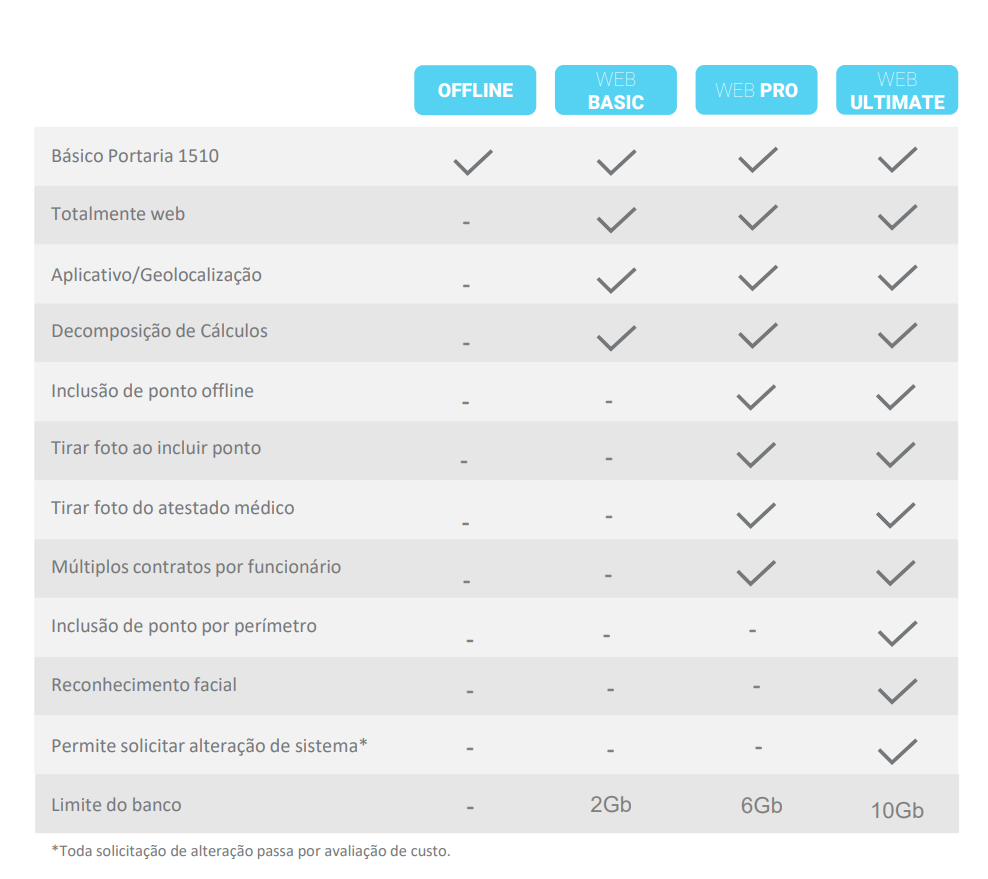 OFFLINE
WEB
BASIC
WEB PRO
WEB
ULTIMATE
Básico Portaria 1510
Totalmente web
-
Aplicativo/Geolocalização
-
Decomposição de Cálculos
-
Inclusão de ponto offline
- -
Tirar foto ao incluir ponto
- -
Tirar foto do atestado médico
- -
Múltiplos contratos por funcionário
- -
Inclusão de ponto por perímetro
- - -
Reconhecimento facial
- - -
Permite solicitar alteração de sistema*
- - -
Limite do banco - 2Gb 6Gb 10Gb
*Toda solicitação de alteração passa por avaliação de custo.